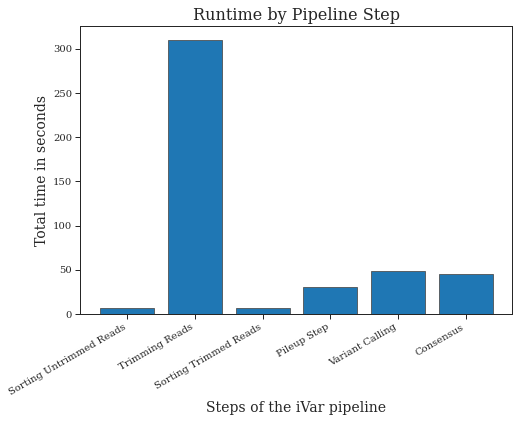 Runtime by Pipeline Step
Total time in seconds
300
250
200
150
100
50
0
Sorting Untrimmed Reads
Trimming Reads
Sorting Trimmed Reads
Pileup Step
Variant Calling
Consensus
Steps of the iVar pipeline